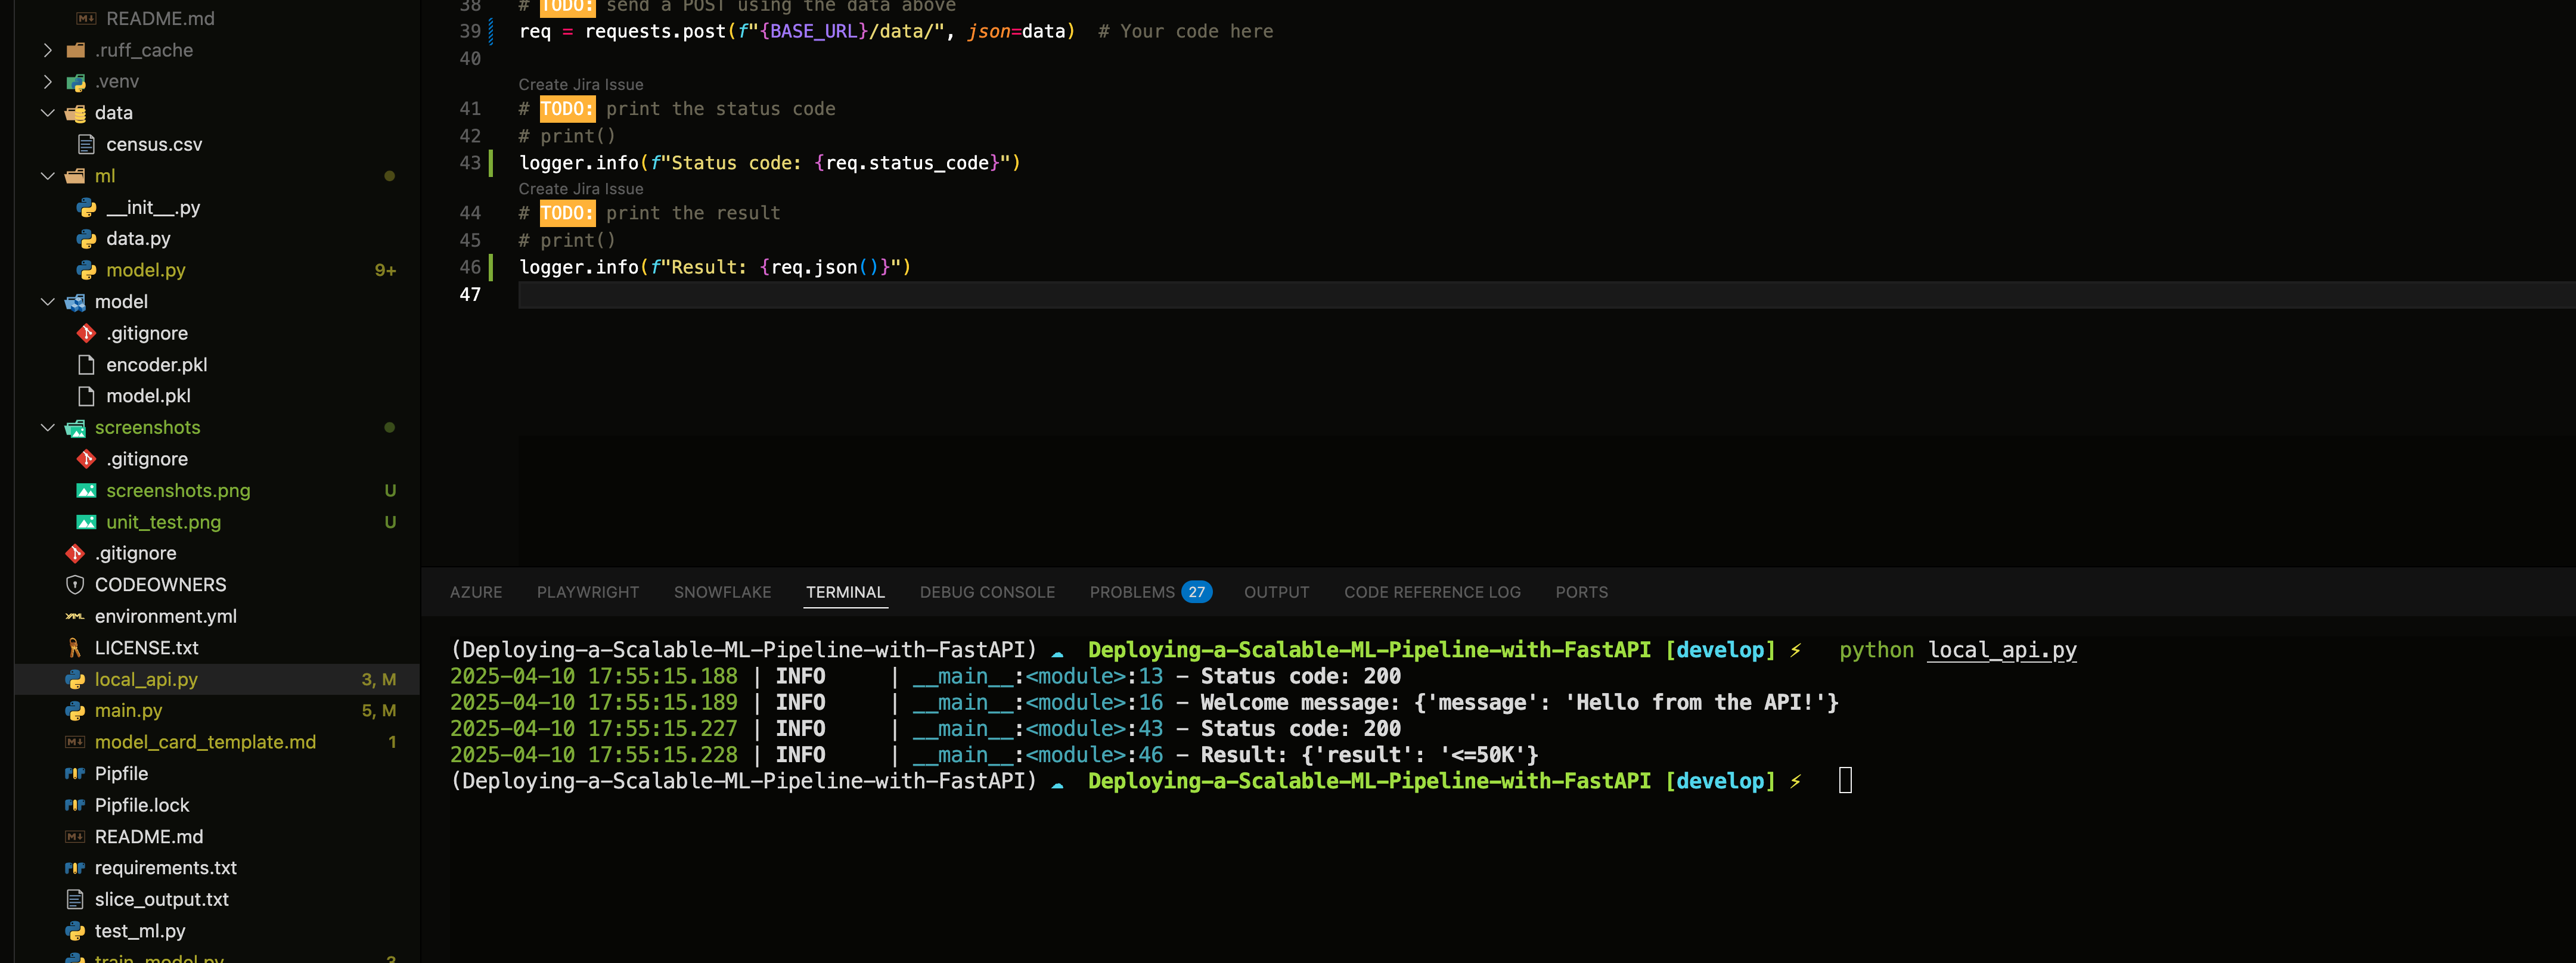 README.md
.ruff_cache
.venv
data
census.csv
ml
__init__.py
data.py
model.py 9+
model
.gitignore
encoder.pkl
model.pkl
screenshots
.gitignore
screenshots.png U
unit_test.png U
.gitignore
CODEOWNERS
environment.yml
LICENSE.txt
local_api.py 3, M
main.py 5, M
model_card_template.md 1
Pipfile
Pipfile.lock
README.md
requirements.txt
slice_output.txt
test_ml.py
train_model.py 3
38 # TODO: send a POST using the data above
39 req = requests.post(f"{BASE_URL}/data/", json=data)  # Your code here
40
Create Jira Issue
41 # TODO: print the status code
42 # print()
43 logger.info(f"Status code: {req.status_code}")
Create Jira Issue
44 # TODO: print the result
45 # print()
46 logger.info(f"Result: {req.json()}")
47
AZURE PLAYWRIGHT SNOWFLAKE TERMINAL DEBUG CONSOLE PROBLEMS 27 OUTPUT CODE REFERENCE LOG PORTS
(Deploying-a-Scalable-ML-Pipeline-with-FastAPI) ☁ Deploying-a-Scalable-ML-Pipeline-with-FastAPI [develop] ⚡ python local_api.py
2025-04-10 17:55:15.188 | INFO     | __main__:<module>:13 - Status code: 200
2025-04-10 17:55:15.189 | INFO     | __main__:<module>:16 - Welcome message: {'message': 'Hello from the API!'}
2025-04-10 17:55:15.227 | INFO     | __main__:<module>:43 - Status code: 200
2025-04-10 17:55:15.228 | INFO     | __main__:<module>:46 - Result: {'result': '<=50K'}
(Deploying-a-Scalable-ML-Pipeline-with-FastAPI) ☁ Deploying-a-Scalable-ML-Pipeline-with-FastAPI [develop] ⚡